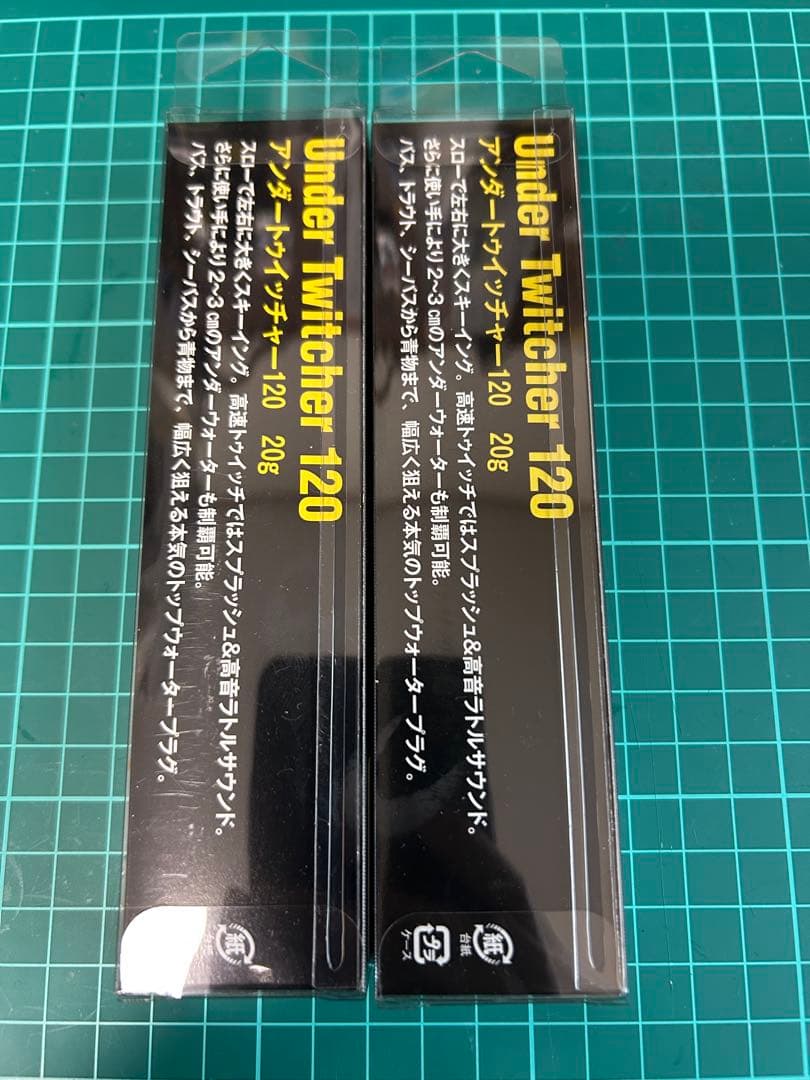 Under Twitcher 120
アンダートゥイッチャー120 20g
スローで左右に大きくスキーイング。高速トゥイッチではスプラッシュ&高音ラトルサウンド。
さらに使い手により2~3㎝のアンダーウォーターも制覇可能。
バス、トラウト、シーバスから青物まで、幅広く狙える本気のトップウォータープラグ。
紙
Under Twitcher 120
アンダートゥイッチャー120 20g
スローで左右に大きくスキーイング。高速トゥイッチではスプラッシュ&高音ラトルサウンド。
さらに使い手により2~3㎝のアンダーウォーターも制覇可能。
バス、トラウト、シーバスから青物まで、幅広く狙える本気のトップウォータープラグ。
紙
台紙
プラ
ケース